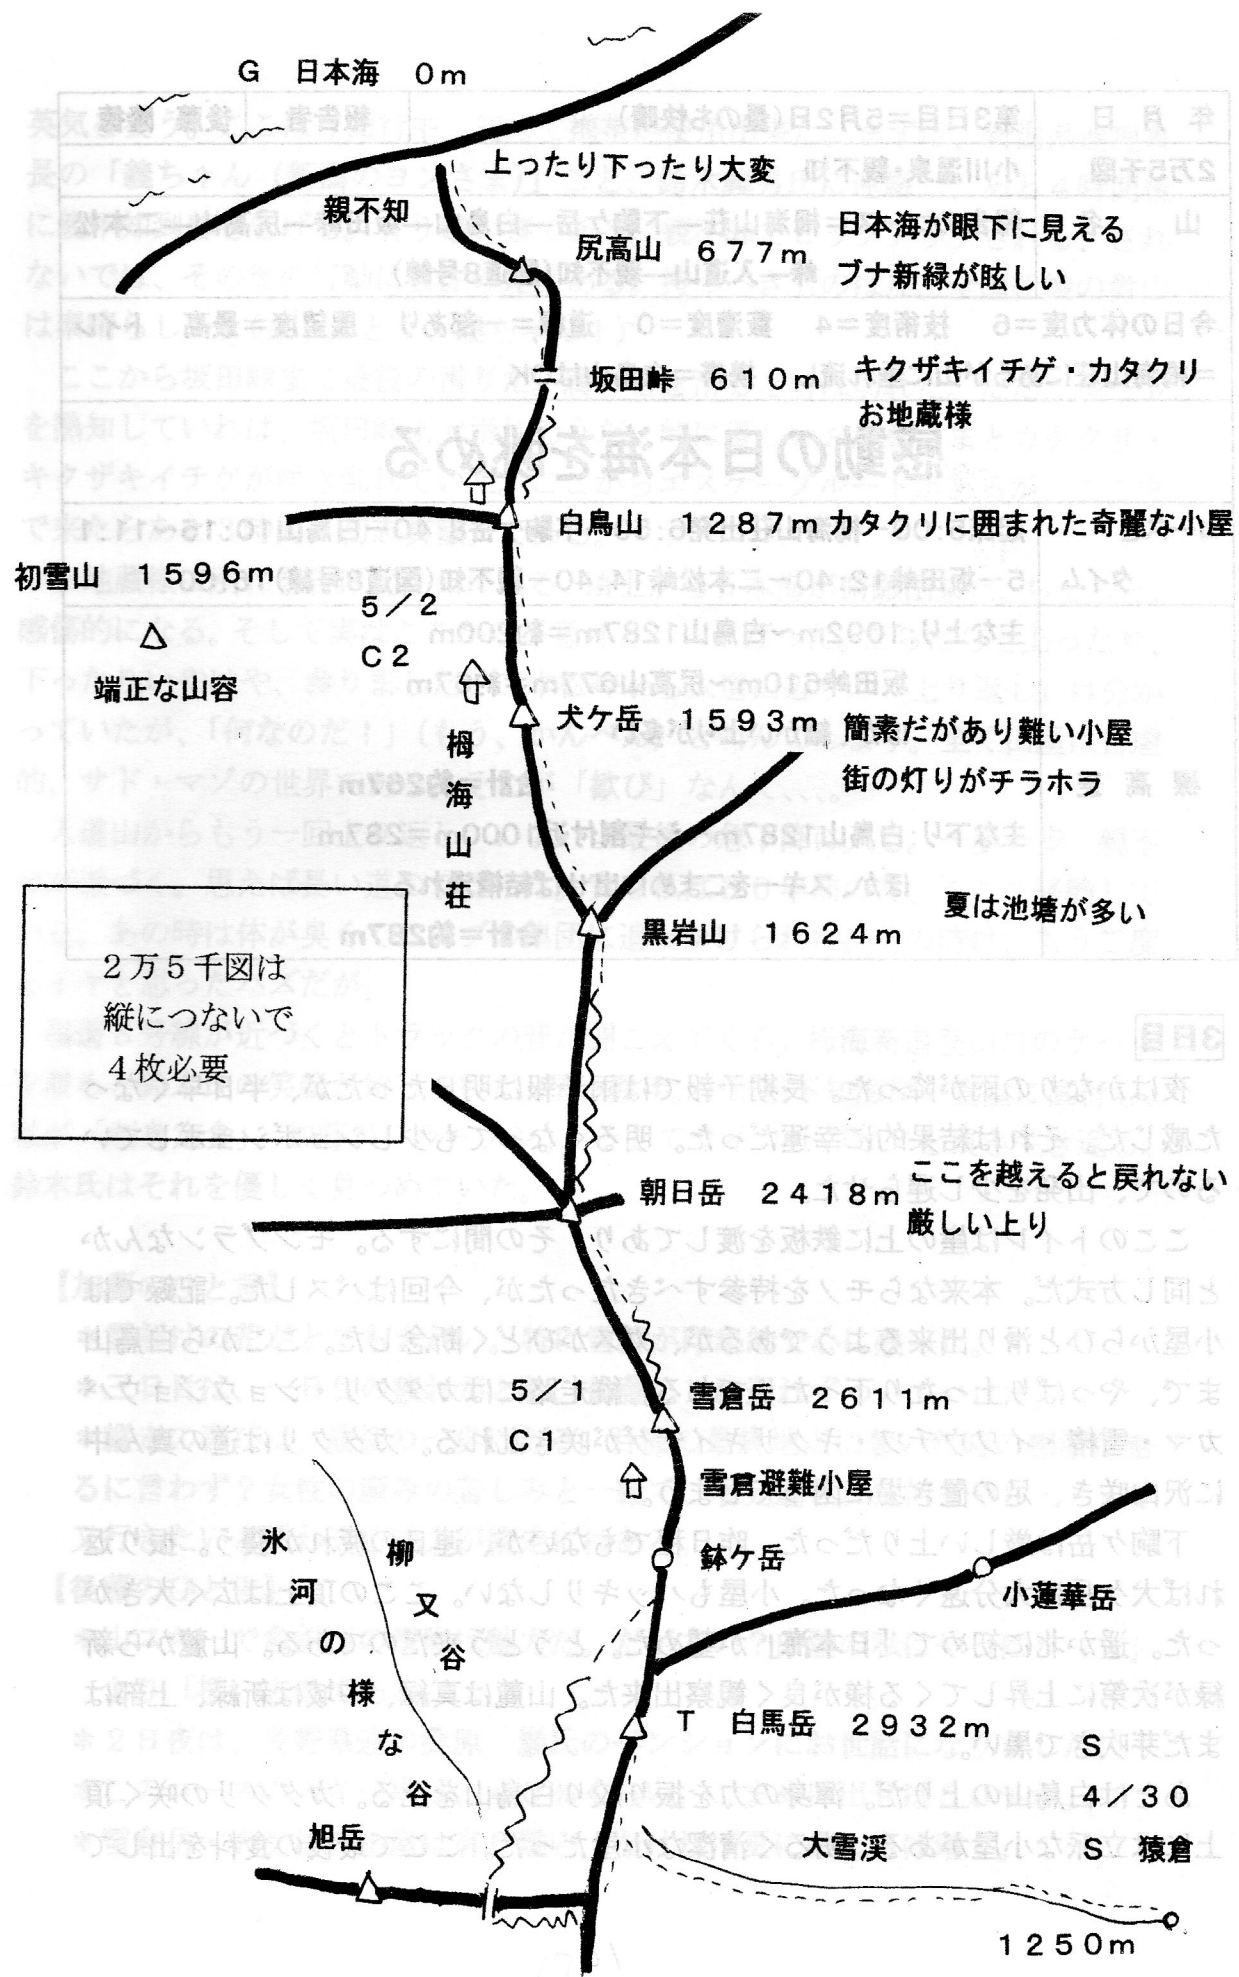 G 日本海 0m
上ったり下ったり大変
親不知
尻高山 677m
日本海が眼下に見える
ブナ新緑が眩しい
坂田峠 610m
キクザキイチゲ・カタクリ
お地蔵様
白鳥山 1287m カタクリに囲まれた奇麗な小屋
初雪山 1596m
端正な山容
5/2
C2
犬ケ岳 1593m
簡素だがあり難い小屋
街の灯りがチラホラ
栂海山荘
黒岩山 1624m
夏は池塘が多い
2万5千図は
縦につないで
4枚必要
朝日岳 2418m
ここを越えると戻れない
厳しい上り
5/1
C1
雪倉岳 2611m
雪倉避難小屋
鉢ケ岳
小蓮華岳
柳又谷
氷河の様な谷
T 白馬岳 2932m
旭岳
大雪渓
S
4/30
S 猿倉
1250m